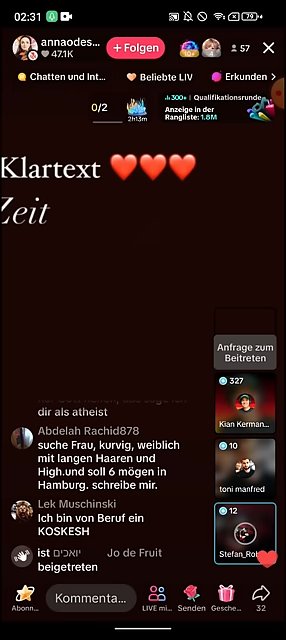 02:31
79
annaodes...
47.1K
+ Folgen
10+
57
Chatten und Int...
Beliebte LIV
Erkunden >
0/2
2h13m
300+ | Qualifikationsrunde
Anzeige in der
Rangliste: 1.8M
Klartext ❤️❤️❤️
Zeit
Anfrage zum
Beitreten
327
Kian Kerman...
dir als atheist
Abdelah Rachid878
suche Frau, kurvig, weiblich
mit langen Haaren und
High.und soll 6 mögen in
Hamburg. schreibe mir.
10
toni manfred
Lek Muschinski
Ich bin von Beruf ein
KOSKESH
12
Stefan_Rob
ist יואכים Jo de Fruit
beigetreten
Abonn...
Kommenta...
LIVE mi...
Senden
Gesche...
32